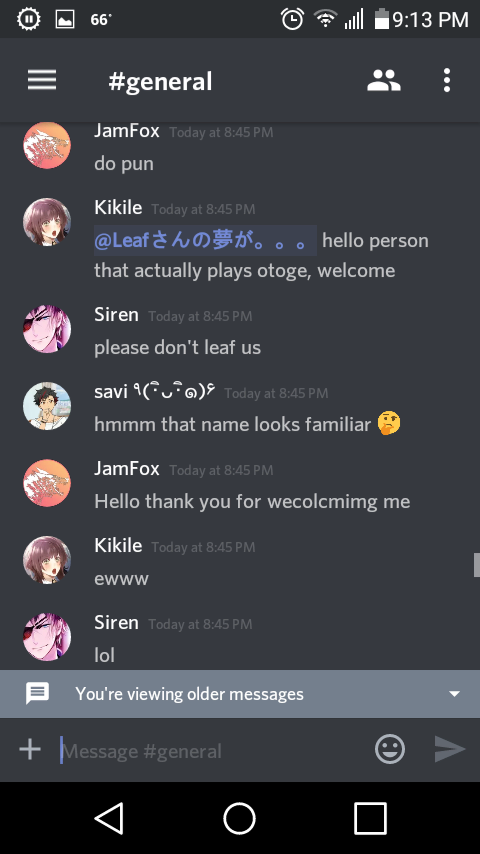 66°
9:13 PM
#general
JamFox Today at 8:45 PM
do pun
Kikile Today at 8:45 PM
@Leafさんの夢が。。。 hello person
that actually plays otoge, welcome
Siren Today at 8:45 PM
please don't leaf us
savi Today at 8:45 PM
hmmm that name looks familiar 🤔
JamFox Today at 8:45 PM
Hello thank you for wecolcmimg me
Kikile Today at 8:45 PM
ewww
Siren Today at 8:45 PM
lol
You're viewing older messages
Message #general